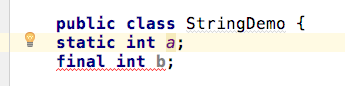 public class StringDemo {
static int a;
final int b;